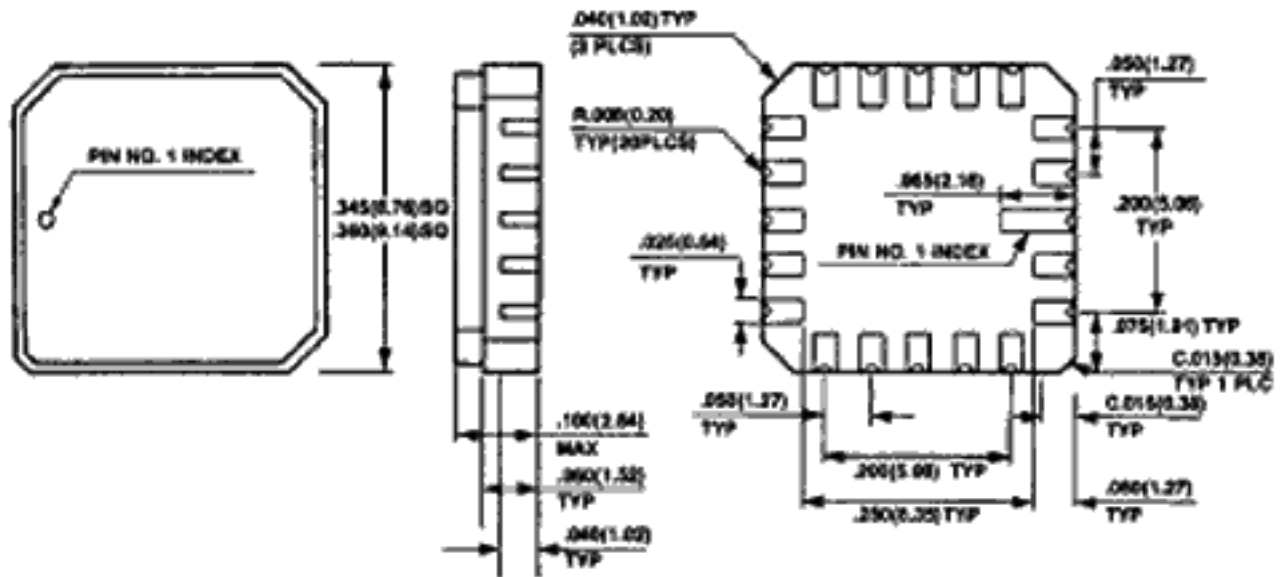 PIN NO. 1 INDEX
.345(8.76)SQ
.360(9.14)SQ
.100(2.54)
MAX
.060(1.52)
TYP
.040(1.02)
TYP
.040(1.02) TYP
(3 PLCS)
R.008(0.20)
TYP(20PLCS)
.025(0.64)
TYP
.085(2.16)
TYP
PIN NO. 1 INDEX
.050(1.27)
TYP
.200(5.08)
TYP
.075(1.91) TYP
C.015(0.38)
TYP 1 PLC
C.015(0.38)
TYP
.050(1.27)
TYP
.200(5.08) TYP
.250(6.35) TYP
TYP